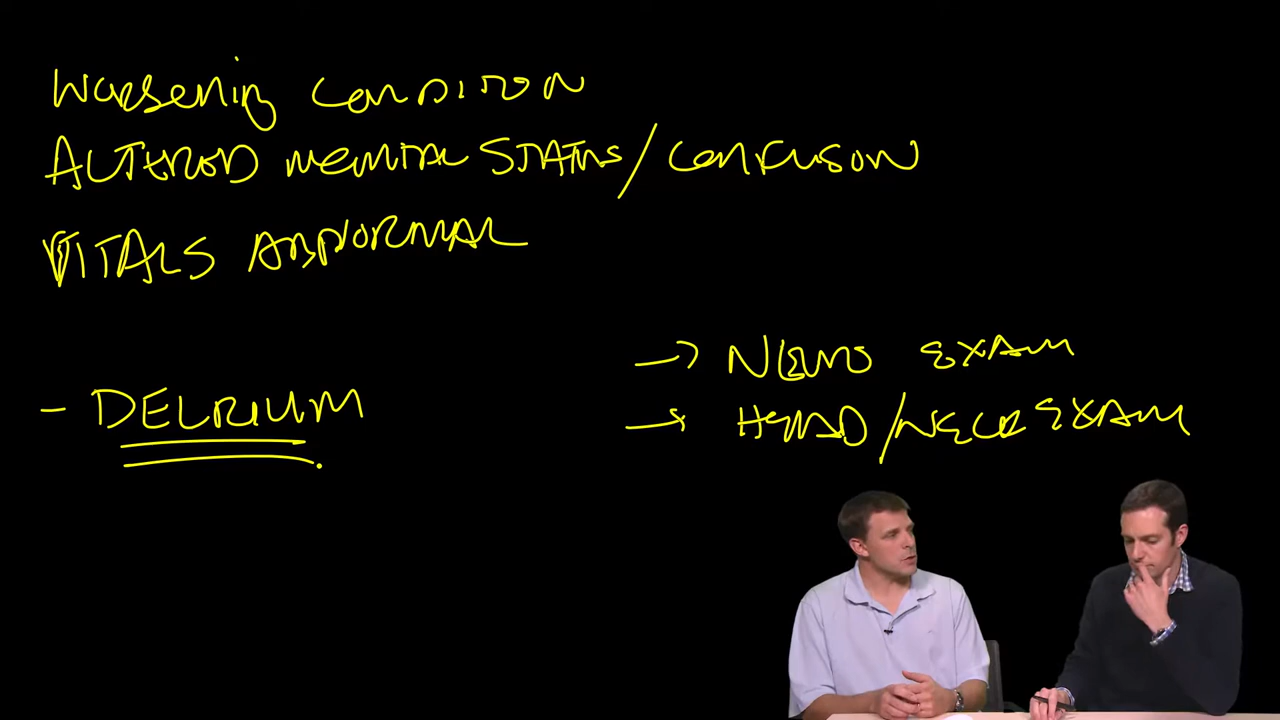 Worsening condition
ALTERED MENTAL STATUS/CONFUSION
VITALS ABNORMAL
→ NEURO EXAM
- DELRIUM
→ HEAD/NECK EXAM